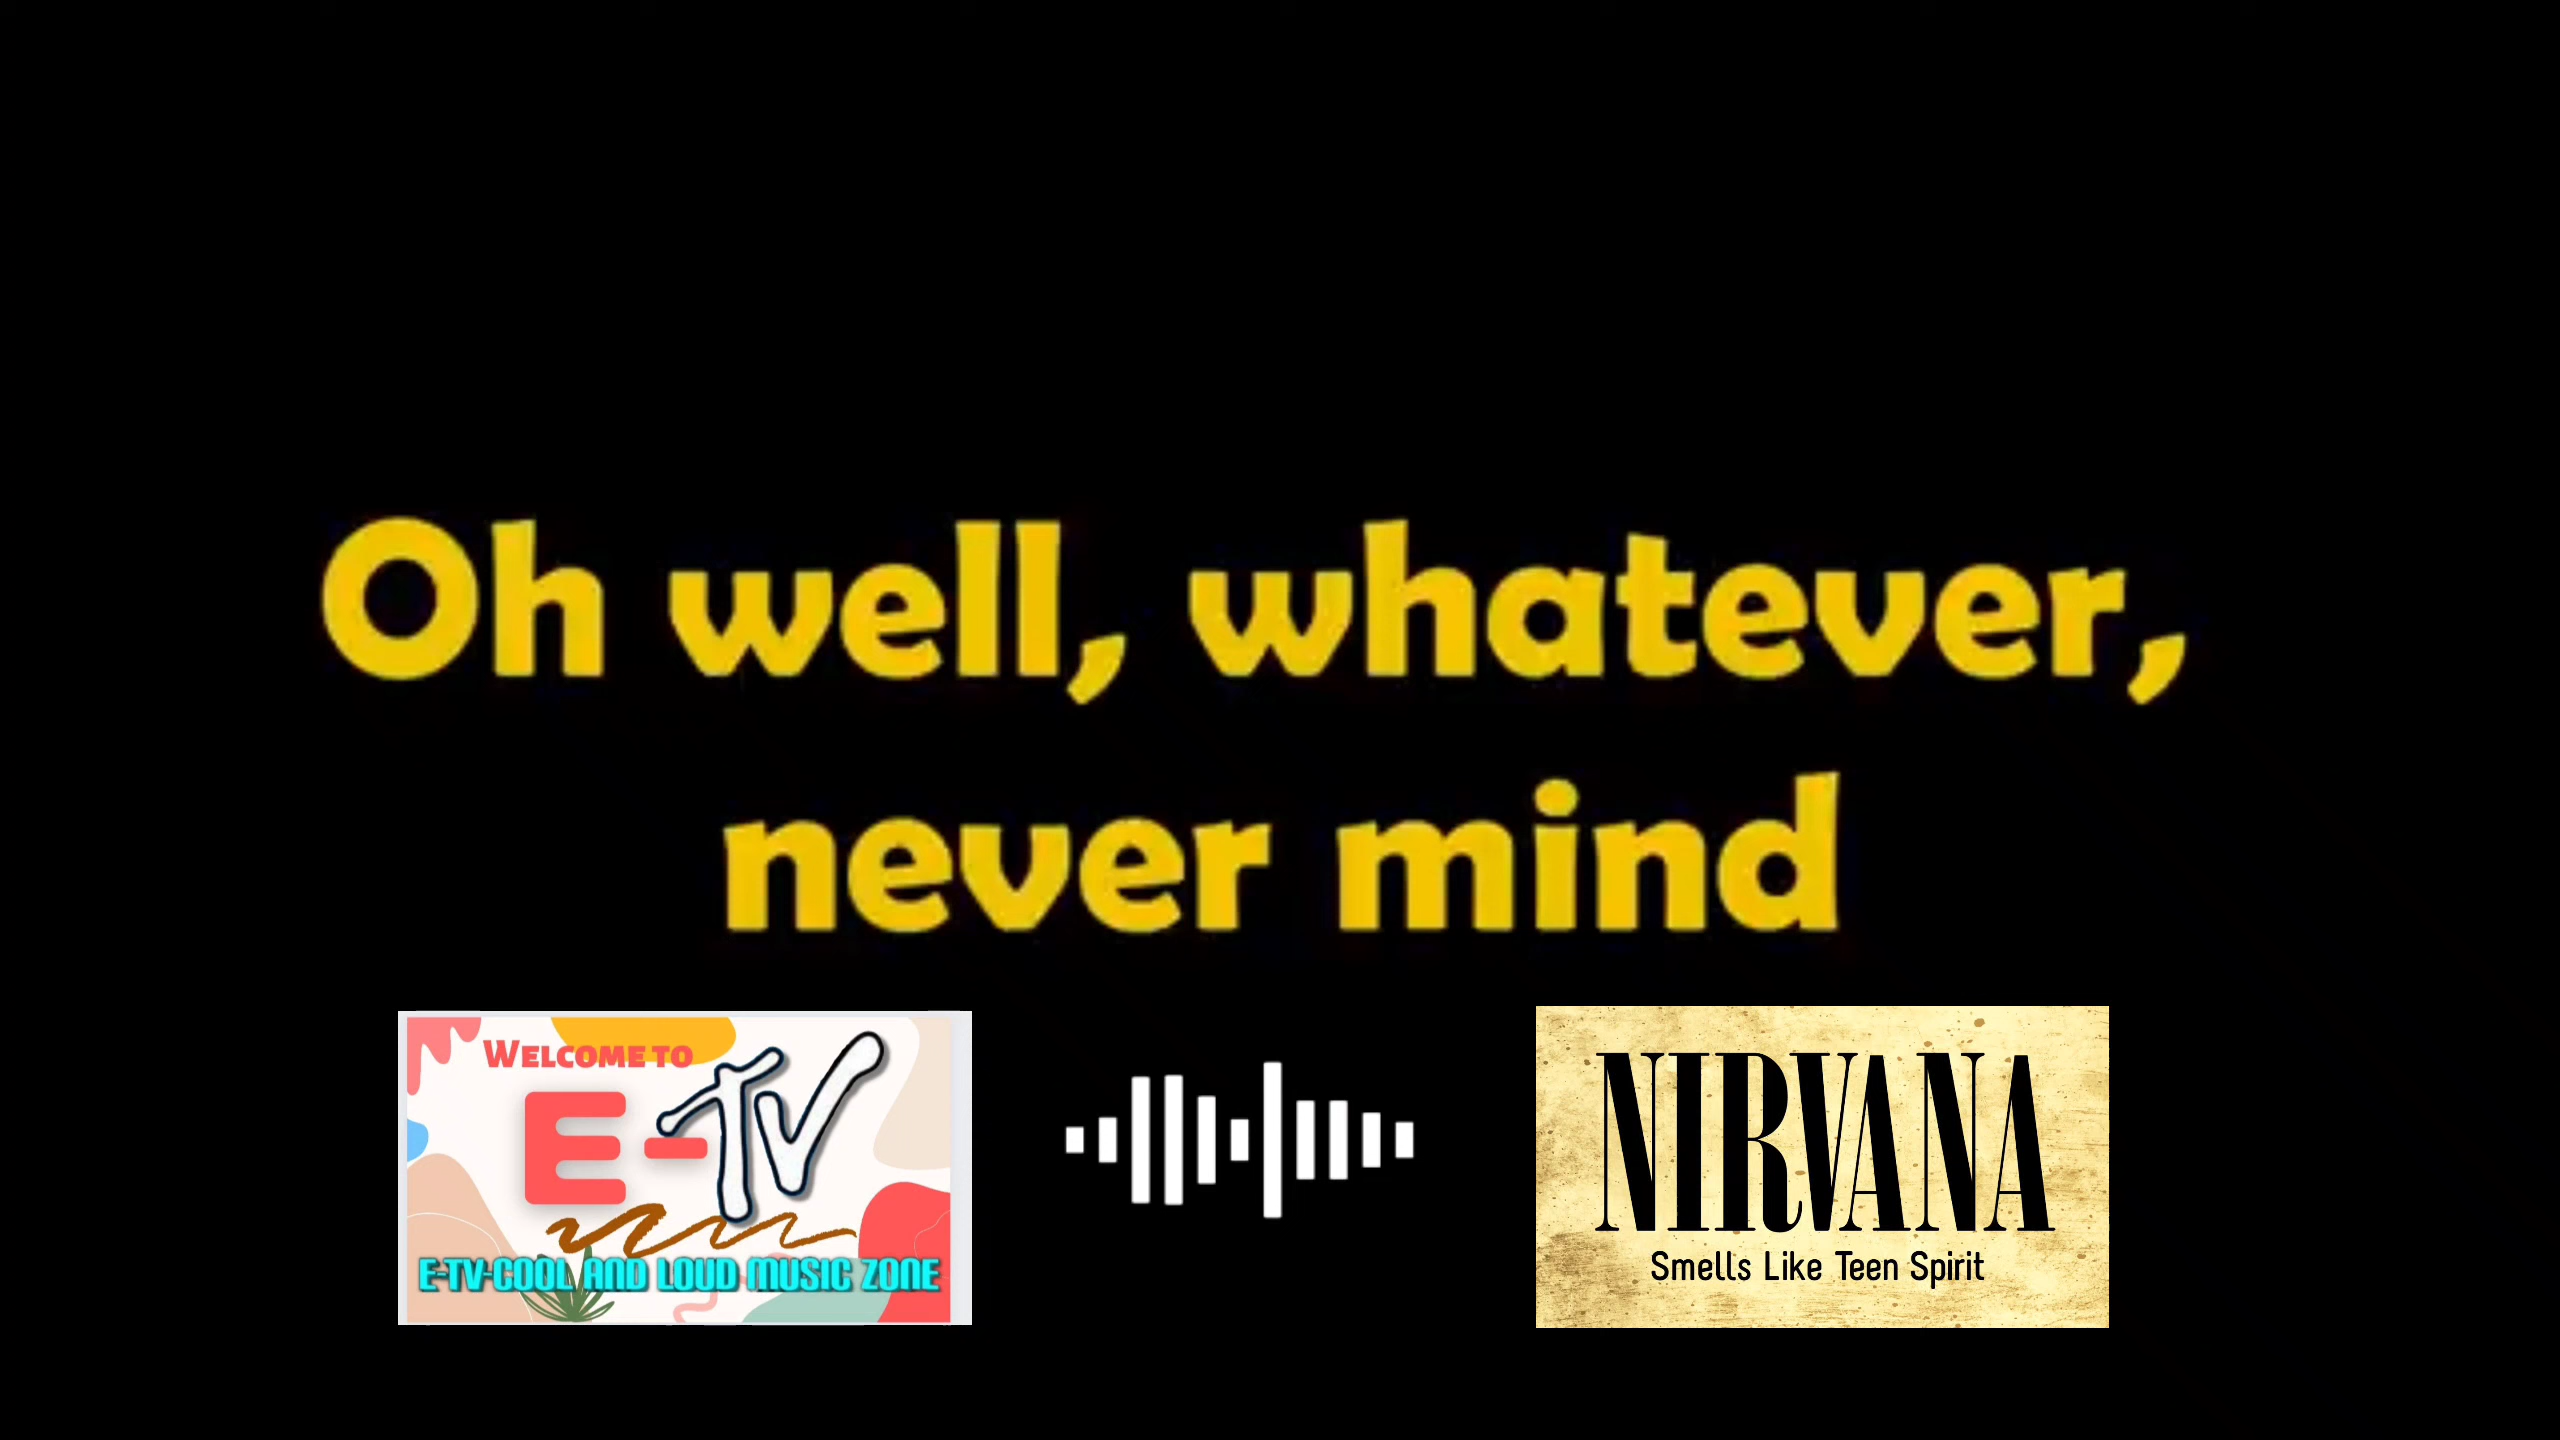 Oh well, whatever,
never mind
WELCOME TO
E-TV
E-TV-COOL AND LOUD MUSIC ZONE
NIRVANA
Smells Like Teen Spirit